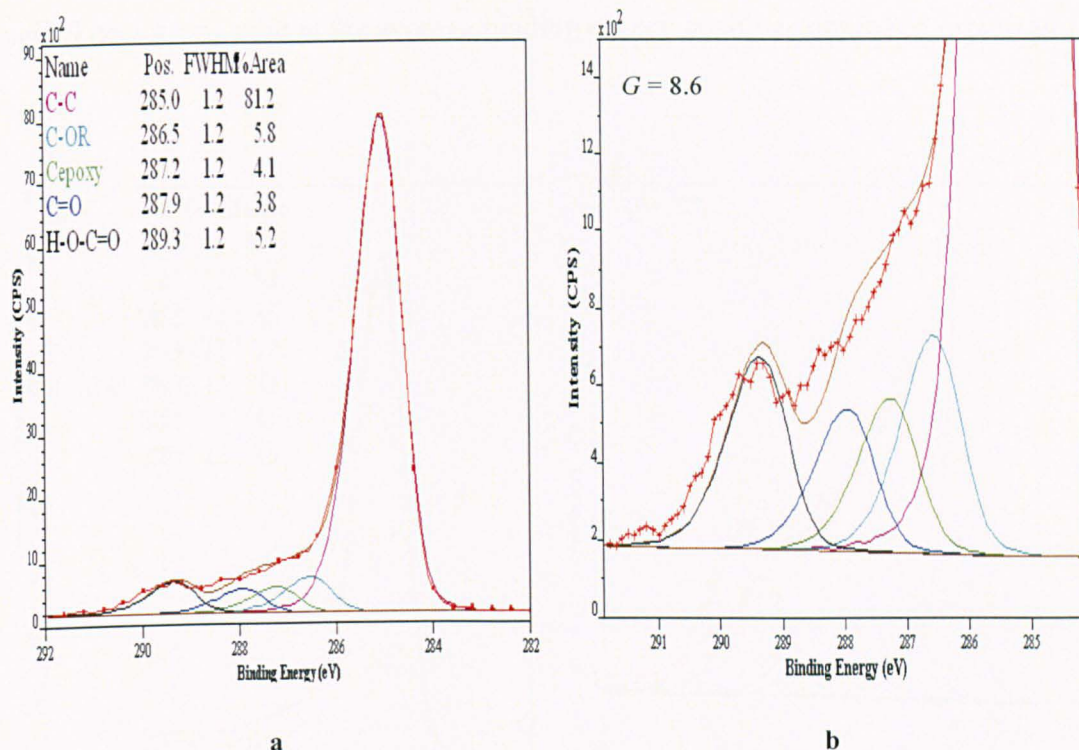 ×10²
90
80
70
60
50
40
30
20
10
0
Intensity (CPS)
Name Pos. FWHM %Area
C-C 285.0 1.2 81.2
C-OR 286.5 1.2 5.8
Cepoxy 287.2 1.2 4.1
C=O 287.9 1.2 3.8
H-O-C=O 289.3 1.2 5.2
292 290 288 286 284 282
Binding Energy (eV)
a
×10²
14
12
10
8
6
4
2
0
Intensity (CPS)
G = 8.6
291 290 289 288 287 286 285
Binding Energy (eV)
b